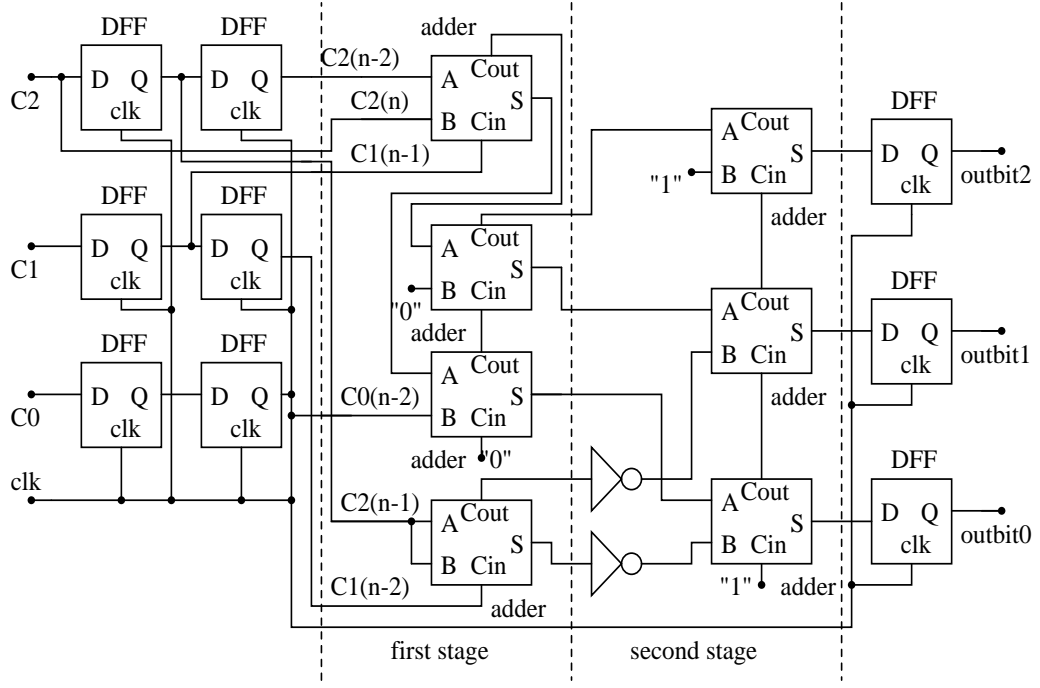 DFF DFF
D Q D Q
clk clk
C2
DFF DFF
D Q D Q
clk clk
C1
DFF DFF
D Q D Q
clk clk
C0
clk
adder
C2(n-2)
C2(n)
C1(n-1)
A Cout
S
B Cin
A Cout
S
B Cin
"0"
adder
A Cout
S
B Cin
C0(n-2)
adder
"0"
C2(n-1)
A Cout
S
B Cin
C1(n-2)
adder
first stage
A Cout
S
B Cin
"1"
adder
A Cout
S
B Cin
adder
A Cout
S
B Cin
"1"
adder
second stage
DFF
D Q
clk
outbit2
DFF
D Q
clk
outbit1
DFF
D Q
clk
outbit0